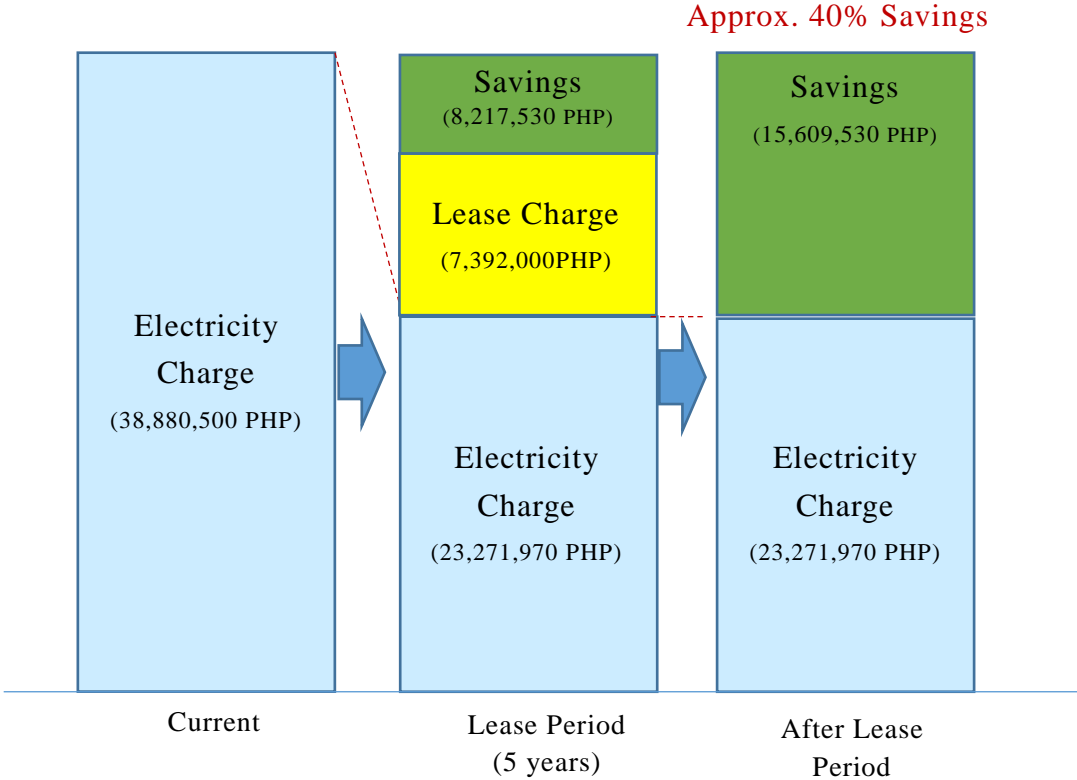 Approx. 40% Savings
Electricity
Charge
(38,880,500 PHP)
Savings
(8,217,530 PHP)
Lease Charge
(7,392,000PHP)
Electricity
Charge
(23,271,970 PHP)
Savings
(15,609,530 PHP)
Electricity
Charge
(23,271,970 PHP)
Current
Lease Period
(5 years)
After Lease
Period